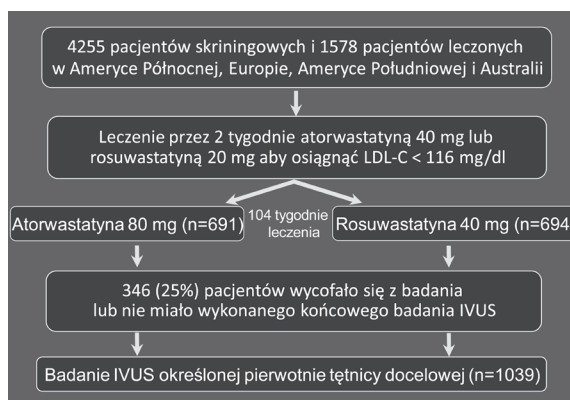 4255 pacjentów skriningowych i 1578 pacjentów leczonych
w Ameryce Północnej, Europie, Ameryce Południowej i Australii
Leczenie przez 2 tygodnie atorwastatyną 40 mg lub
rosuwastatyną 20 mg aby osiągnąć LDL-C < 116 mg/dl
Atorwastatyna 80 mg (n=691)
104 tygodnie
leczenia
Rosuwastatyna 40 mg (n=694
346 (25%) pacjentów wycofało się z badania
lub nie miało wykonanego końcowego badania IVUS
Badanie IVUS określonej pierwotnie tętnicy docelowej (n=1039)